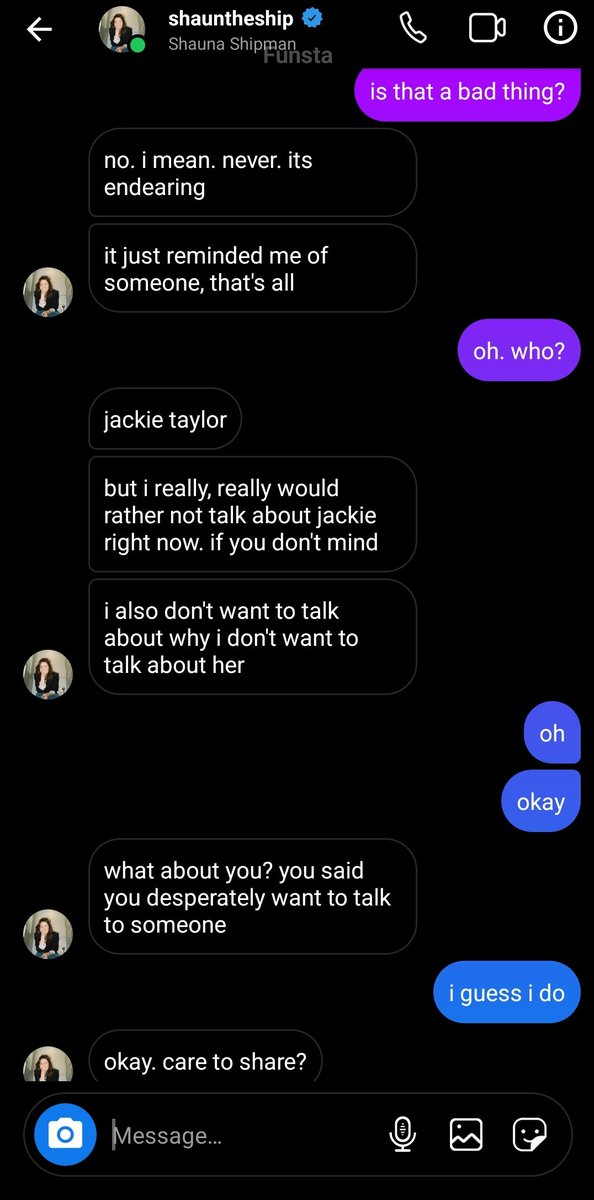 shauntheship
Shauna Shipman
Funsta
is that a bad thing?
no. i mean. never. its
endearing
it just reminded me of
someone, that's all
oh. who?
jackie taylor
but i really, really would
rather not talk about jackie
right now. if you don't mind
i also don't want to talk
about why i don't want to
talk about her
oh
okay
what about you? you said
you desperately want to talk
to someone
i guess i do
okay. care to share?
Message...